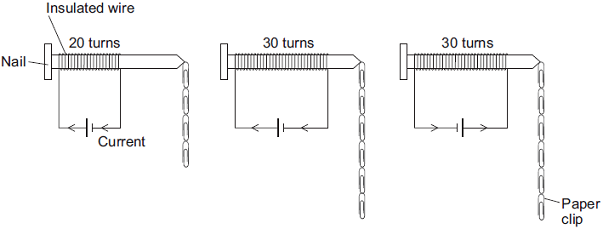 Insulated wire
20 turns
30 turns
30 turns
Nail
Current
Paper
clip